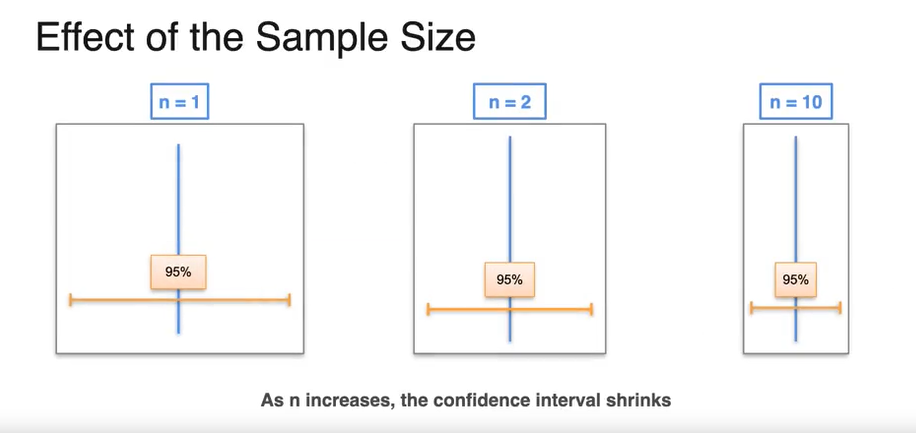 Effect of the Sample Size
n = 1
n = 2
n = 10
95%
95%
95%
As n increases, the confidence interval shrinks